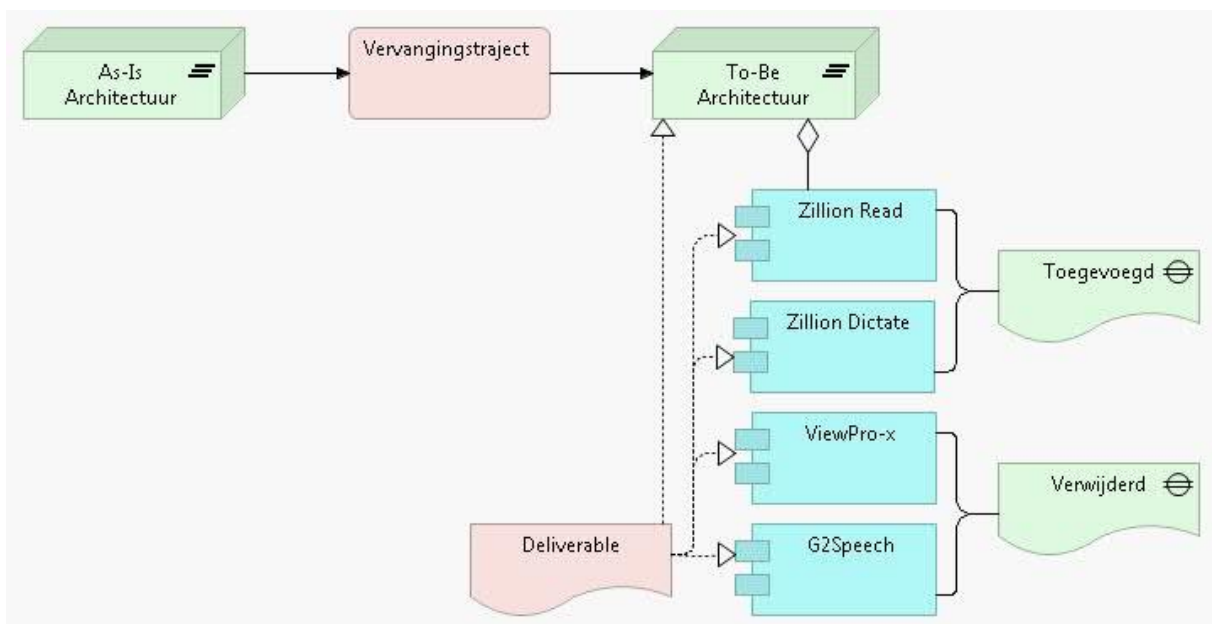 As-Is
Architectuur
Vervangingstraject
To-Be
Architectuur
Zillion Read
Toegevoegd
Zillion Dictate
ViewPro-x
Verwijderd
Deliverable
G2Speech